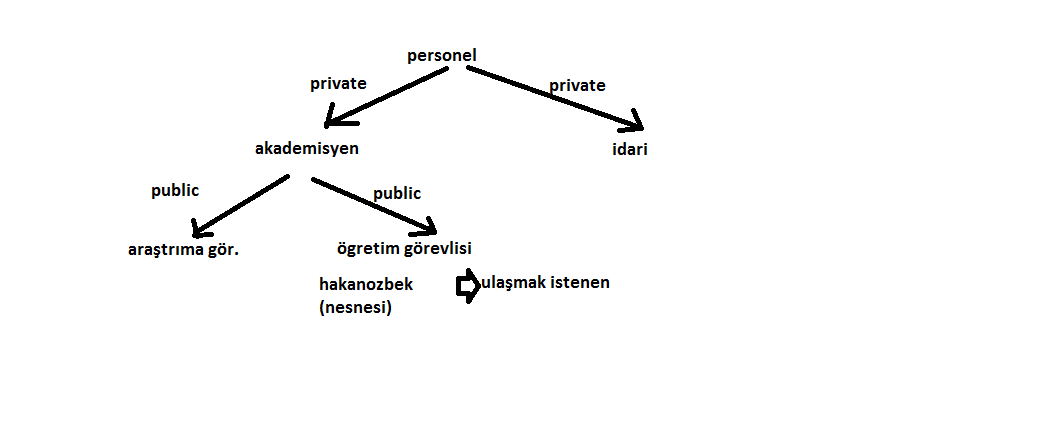 personel
private
private
akademisyen
idari
public
public
araştrıma gör.
ögretim görevlisi
hakanozbek
(nesnesi)
ulaşmak istenen